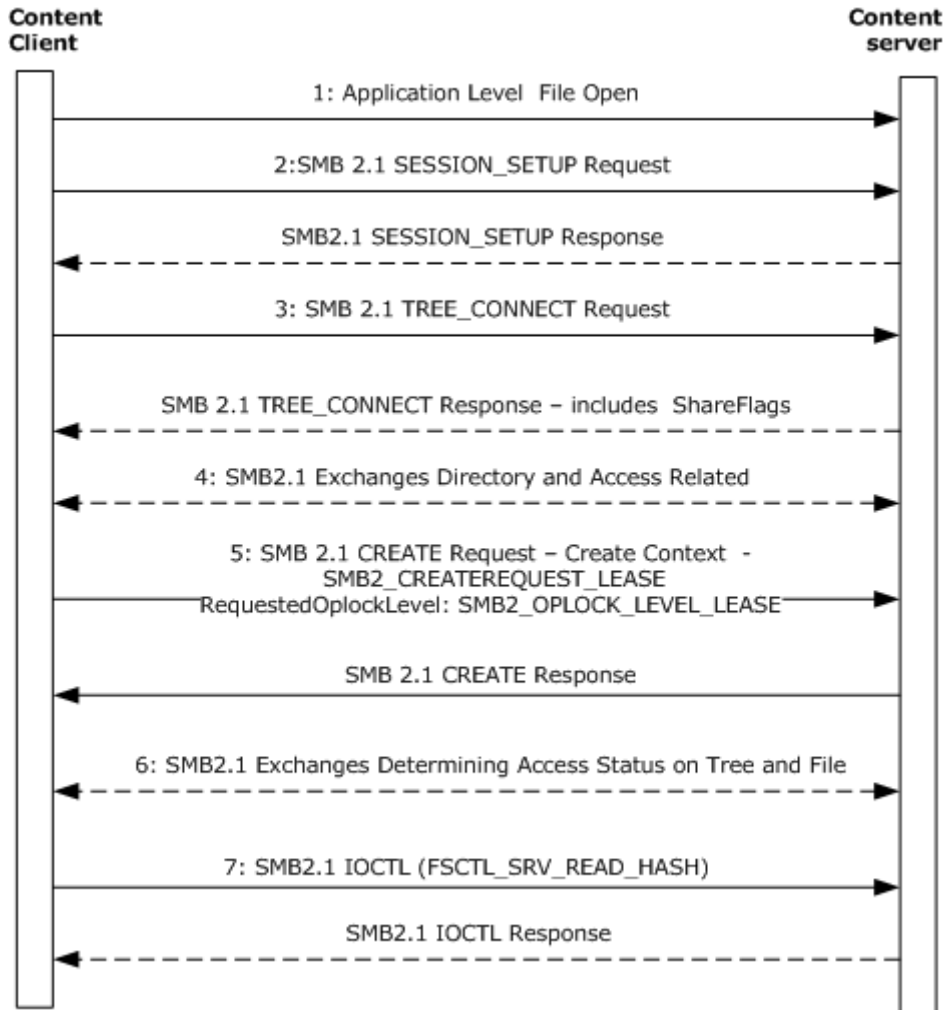 Content
Client
Content
server
1: Application Level  File Open
2:SMB 2.1 SESSION_SETUP Request
SMB2.1 SESSION_SETUP Response
3: SMB 2.1 TREE_CONNECT Request
SMB 2.1 TREE_CONNECT Response – includes  ShareFlags
4: SMB2.1 Exchanges Directory and Access Related
5: SMB 2.1 CREATE Request – Create Context  -
SMB2_CREATEREQUEST_LEASE
RequestedOplockLevel: SMB2_OPLOCK_LEVEL_LEASE
SMB 2.1 CREATE Response
6: SMB2.1 Exchanges Determining Access Status on Tree and File
7: SMB2.1 IOCTL (FSCTL_SRV_READ_HASH)
SMB2.1 IOCTL Response